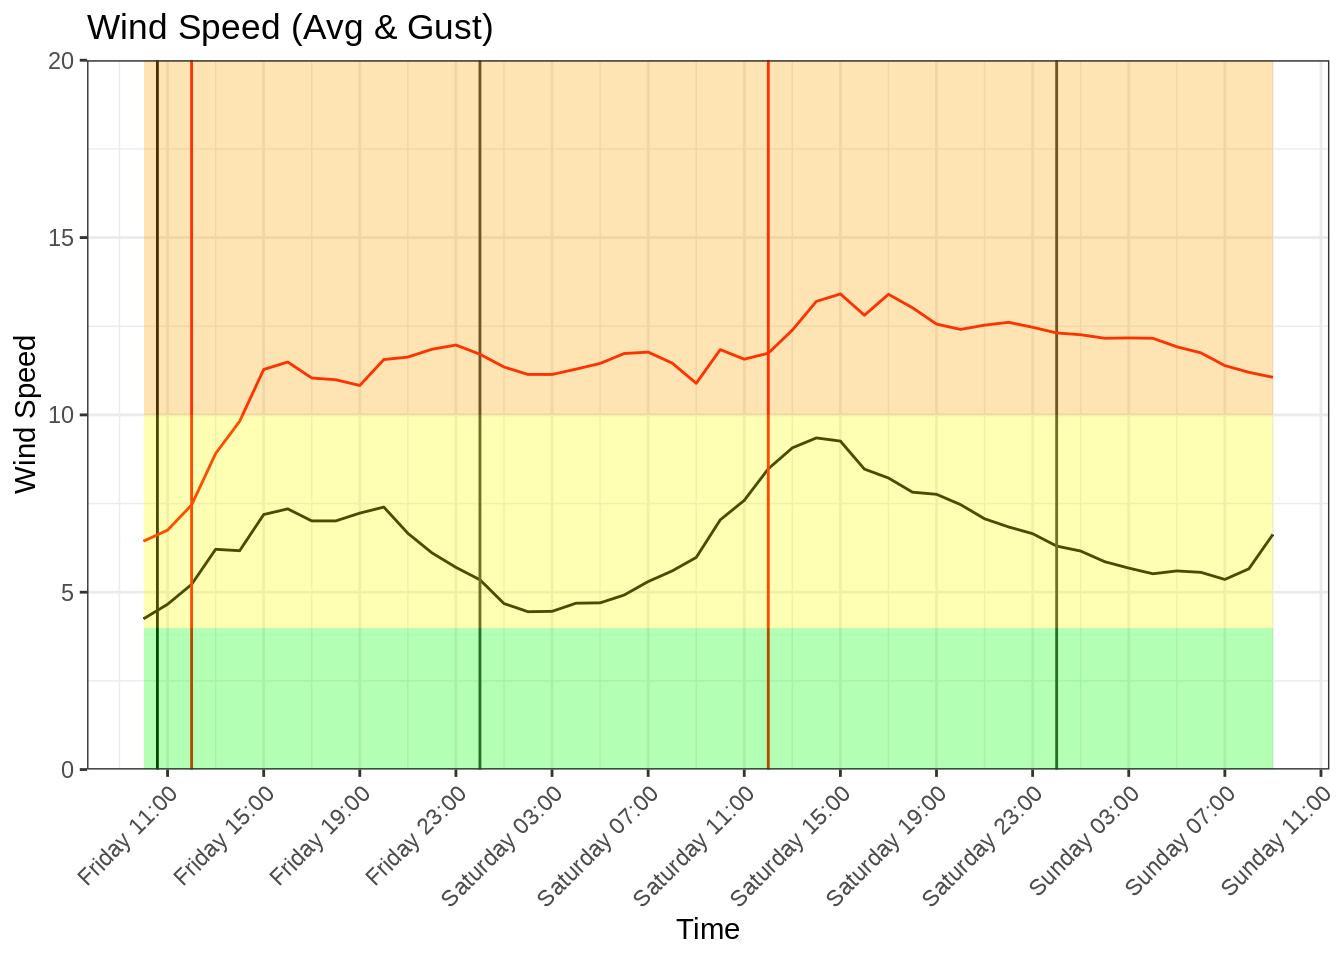 Wind Speed (Avg & Gust)
20
15
10
5
0
Wind Speed
Friday 11:00
Friday 15:00
Friday 19:00
Friday 23:00
Saturday 03:00
Saturday 07:00
Saturday 11:00
Saturday 15:00
Saturday 19:00
Saturday 23:00
Sunday 03:00
Sunday 07:00
Sunday 11:00
Time